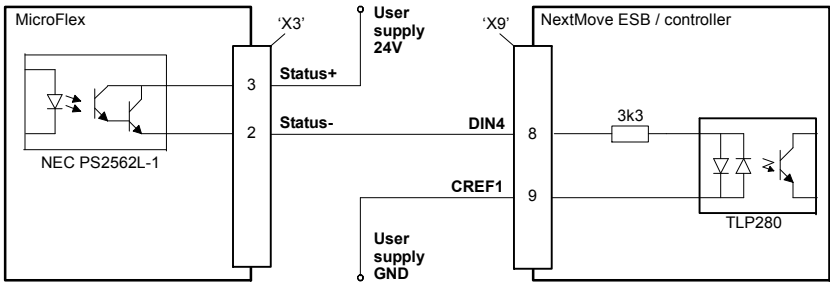 MicroFlex
'X3'
User
supply
24V
'X9'
NextMove ESB / controller
3
Status+
2
Status-
DIN4
8
3k3
NEC PS2562L-1
CREF1
9
TLP280
User
supply
GND